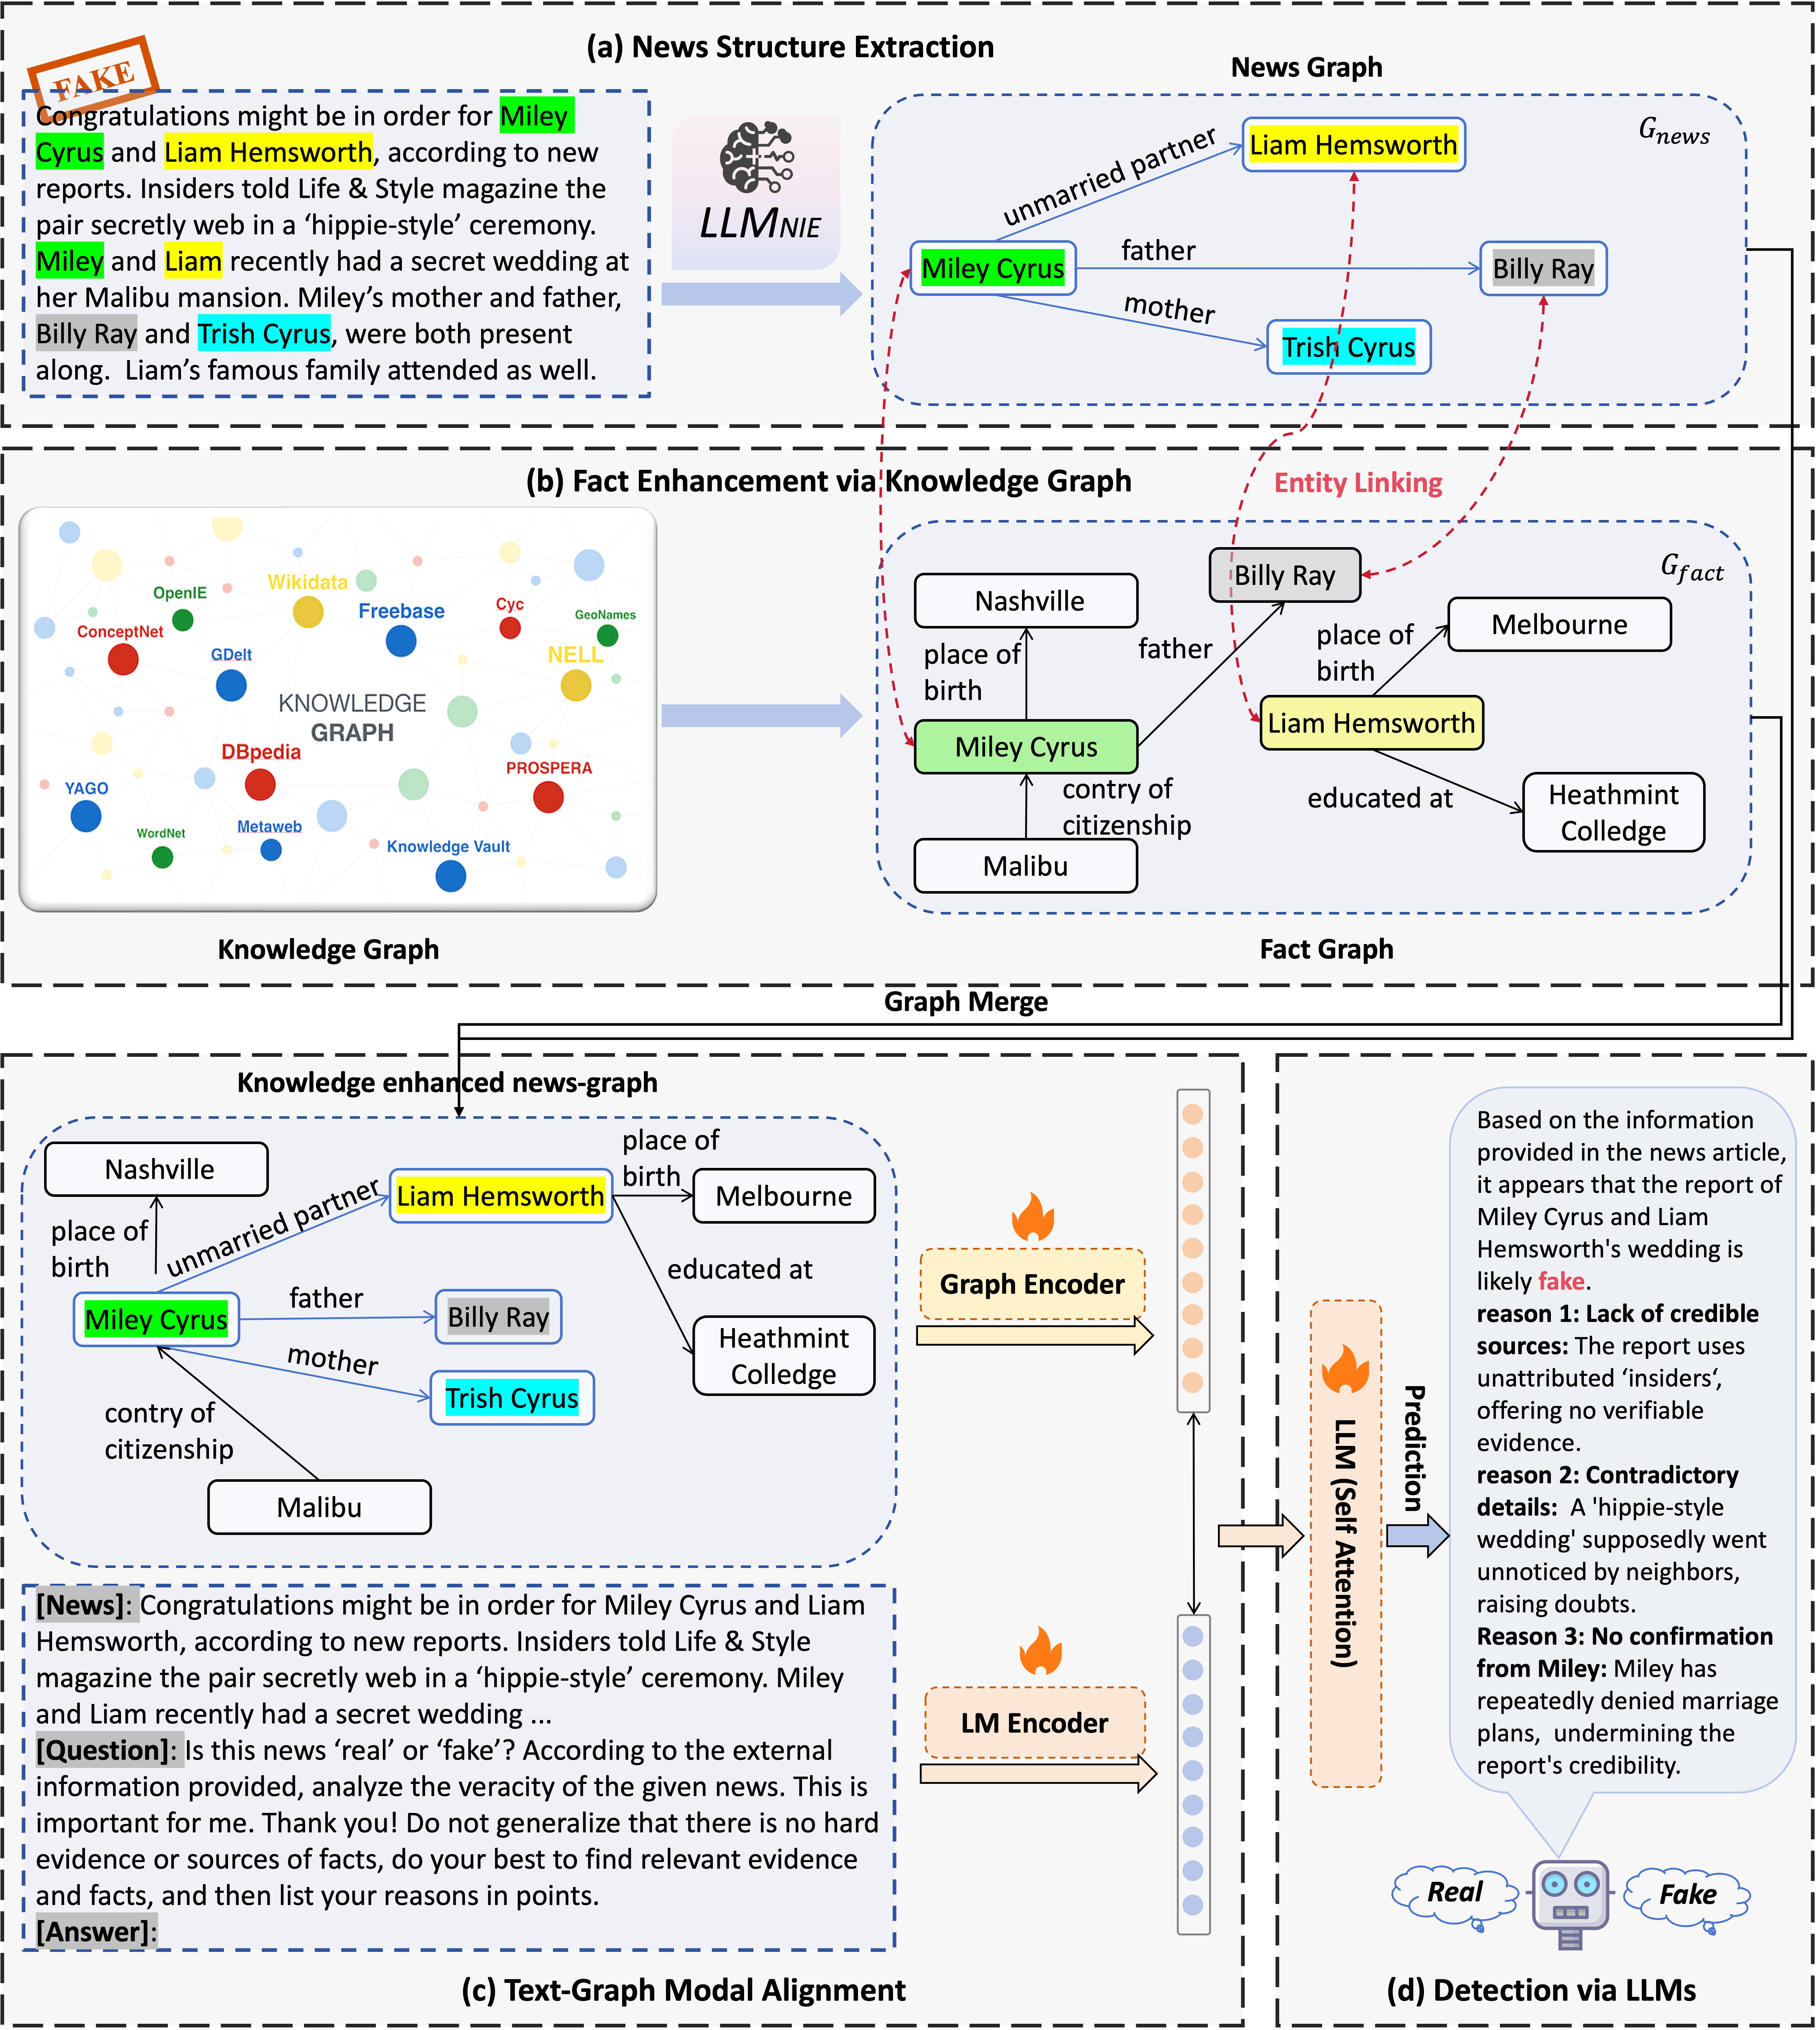 (a) News Structure Extraction
FAKE
Congratulations might be in order for Miley
Cyrus and Liam Hemsworth, according to new
reports. Insiders told Life & Style magazine the
pair secretly web in a ‘hippie-style’ ceremony.
Miley and Liam recently had a secret wedding at
her Malibu mansion. Miley’s mother and father,
Billy Ray and Trish Cyrus, were both present
along. Liam’s famous family attended as well.
LLMNIE
News Graph
Gnews
unmarried partner
Liam Hemsworth
Miley Cyrus
father
Billy Ray
mother
Trish Cyrus
(b) Fact Enhancement via Knowledge Graph
Entity Linking
OpenIE
Wikidata
Freebase
Cyc
GeoNames
ConceptNet
GDelt
NELL
KNOWLEDGE
GRAPH
DBpedia
PROSPERA
YAGO
WordNet
Metaweb
Knowledge Vault
Knowledge Graph
Gfact
Billy Ray
Nashville
Melbourne
place of
birth
father
place of
birth
Liam Hemsworth
Miley Cyrus
contry of
citizenship
educated at
Heathmint
Colledge
Malibu
Fact Graph
Graph Merge
Knowledge enhanced news-graph
Nashville
place of
birth
Liam Hemsworth
Melbourne
place of
birth
unmarried partner
educated at
Miley Cyrus
father
Billy Ray
Heathmint
Colledge
mother
Trish Cyrus
contry of
citizenship
Malibu
Graph Encoder
[News]: Congratulations might be in order for Miley Cyrus and Liam
Hemsworth, according to new reports. Insiders told Life & Style
magazine the pair secretly web in a ‘hippie-style’ ceremony. Miley
and Liam recently had a secret wedding ...
[Question]: Is this news ‘real’ or ‘fake’? According to the external
information provided, analyze the veracity of the given news. This is
important for me. Thank you! Do not generalize that there is no hard
evidence or sources of facts, do your best to find relevant evidence
and facts, and then list your reasons in points.
[Answer]:
LM Encoder
(c) Text-Graph Modal Alignment
LLM (Self Attention)
Prediction
Based on the information
provided in the news article,
it appears that the report of
Miley Cyrus and Liam
Hemsworth's wedding is
likely fake.
reason 1: Lack of credible
sources: The report uses
unattributed ‘insiders‘,
offering no verifiable
evidence.
reason 2: Contradictory
details: A 'hippie-style
wedding' supposedly went
unnoticed by neighbors,
raising doubts.
Reason 3: No confirmation
from Miley: Miley has
repeatedly denied marriage
plans, undermining the
report's credibility.
Real
Fake
(d) Detection via LLMs